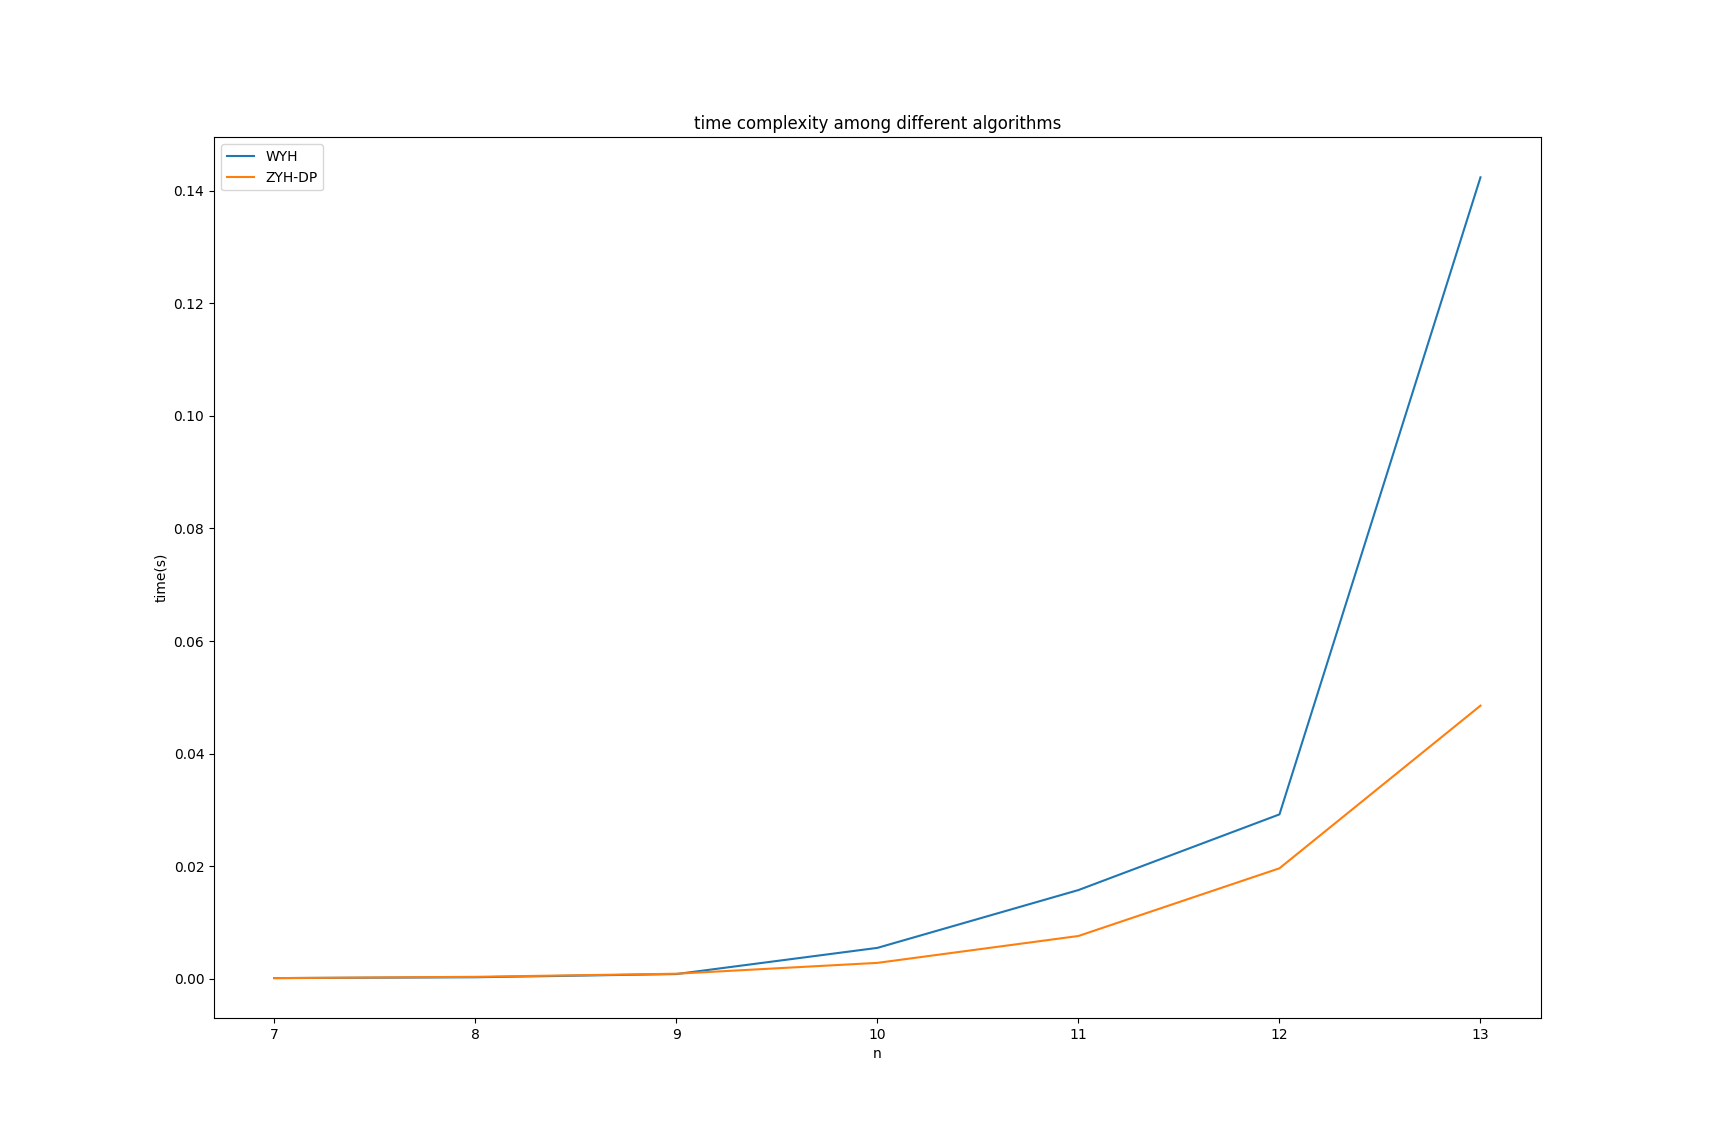 time complexity among different algorithms
WYH
ZYH-DP
0.14
0.12
0.10
0.08
0.06
0.04
0.02
0.00
time(s)
7 8 9 10 11 12 13
n